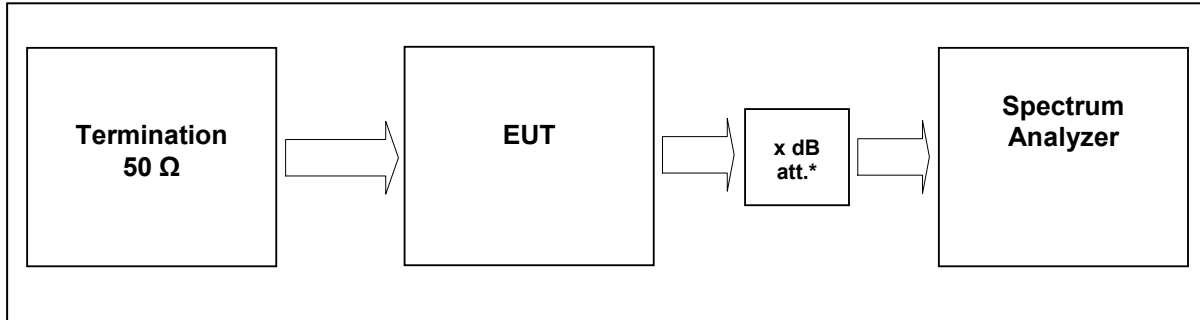 Termination
50 Ω
EUT
x dB
att.*
Spectrum
Analyzer